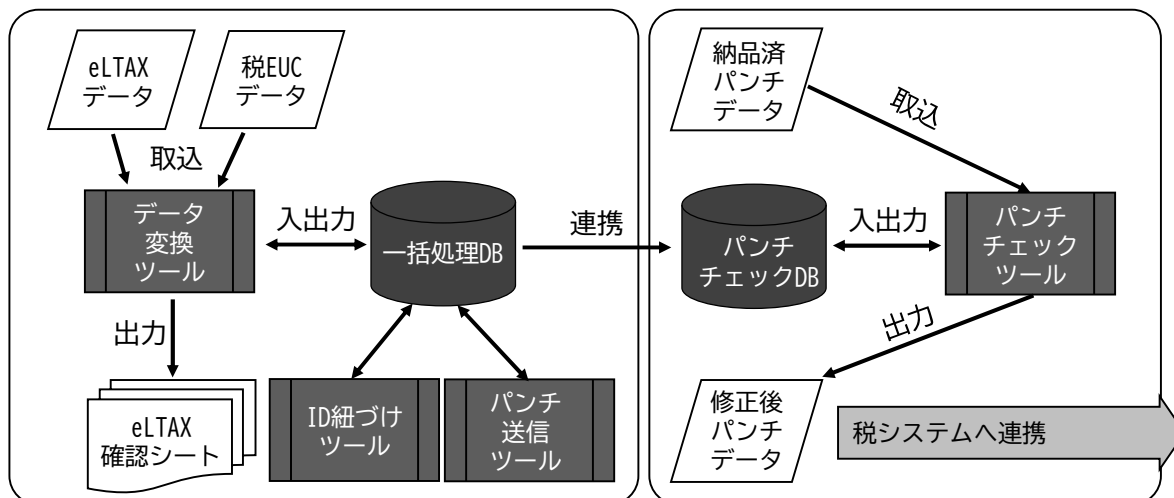 eLTAX
データ
税EUC
データ
取込
データ
変換
ツール
入出力
一括処理DB
出力
eLTAX
確認シート
ID紐づけ
ツール
パンチ
送信
ツール
連携
納品済
パンチ
データ
取込
パンチ
チェックDB
入出力
パンチ
チェック
ツール
出力
修正後
パンチ
データ
税システムへ連携